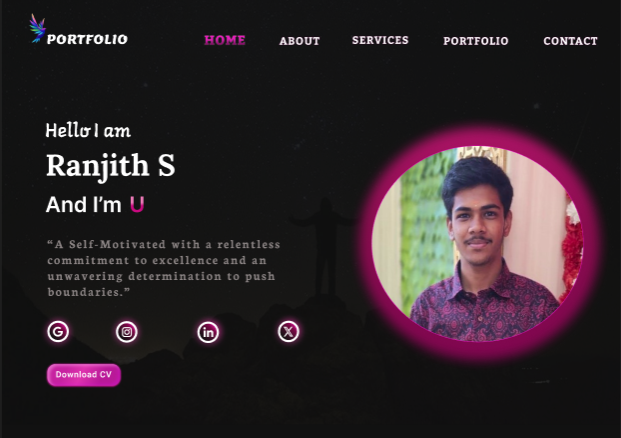 PORTFOLIO
HOME ABOUT SERVICES PORTFOLIO CONTACT
Hello I am
Ranjith S
And I'm U
“A Self-Motivated with a relentless
commitment to excellence and an
unwavering determination to push
boundaries.”
Download CV